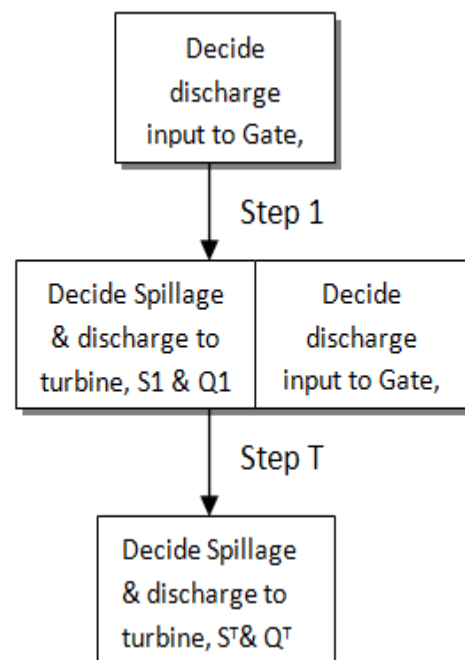 Decide
discharge
input to Gate,
Step 1
Decide Spillage
& discharge to
turbine, S1 & Q1
Decide
discharge
input to Gate,
Step T
Decide Spillage
& discharge to
turbine, Sᵀ& Qᵀ